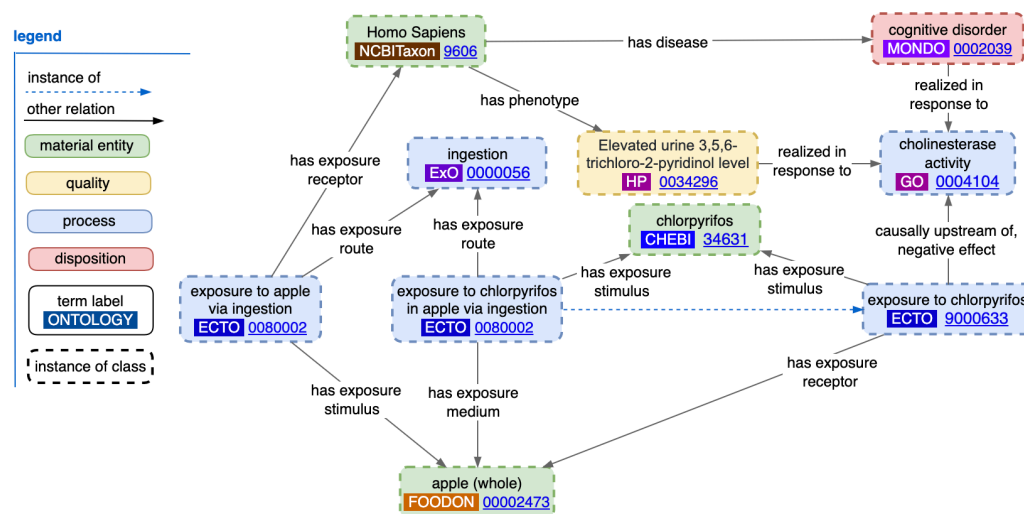 legend
instance of
other relation
material entity
quality
process
disposition
term label
ONTOLOGY
instance of class
Homo Sapiens
NCBITaxon 9606
has disease
cognitive disorder
MONDO 0002039
realized in
response to
has phenotype
Elevated urine 3,5,6-
trichloro-2-pyridinol level
HP 0034296
realized in
response to
cholinesterase
activity
GO 0004104
has exposure
receptor
ingestion
ExO 0000056
has exposure
route
has exposure
route
chlorpyrifos
CHEBI 34631
causally upstream of,
negative effect
has exposure
stimulus
has exposure
stimulus
exposure to apple
via ingestion
ECTO 0080002
exposure to chlorpyrifos
in apple via ingestion
ECTO 0080002
exposure to chlorpyrifos
ECTO 9000633
has exposure
stimulus
has exposure
medium
has exposure
receptor
apple (whole)
FOODON 00002473